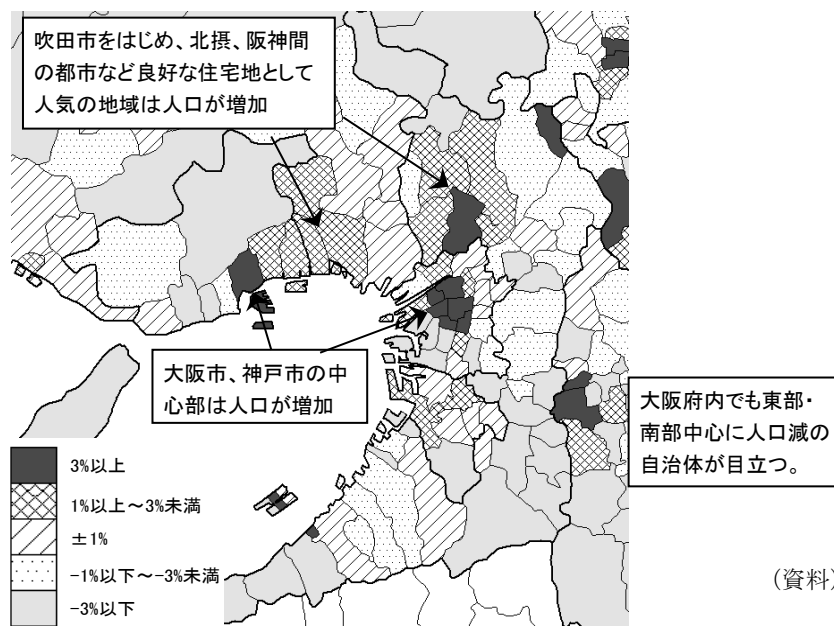 吹田市をはじめ、北摂、阪神間
の都市など良好な住宅地として
人気の地域は人口が増加
大阪市、神戸市の中
心部は人口が増加
大阪府内でも東部・
南部中心に人口減の
自治体が目立つ。
3%以上
1%以上～3%未満
±1%
-1%以下～-3%未満
-3%以下
(資料)